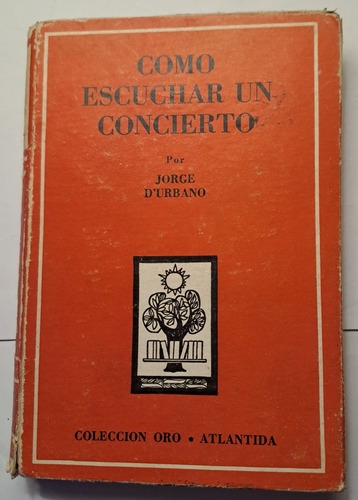 COMO
ESCUCHAR UN
CONCIERTO
Por
JORGE
D'URBANO
COLECCION ORO • ATLANTIDA